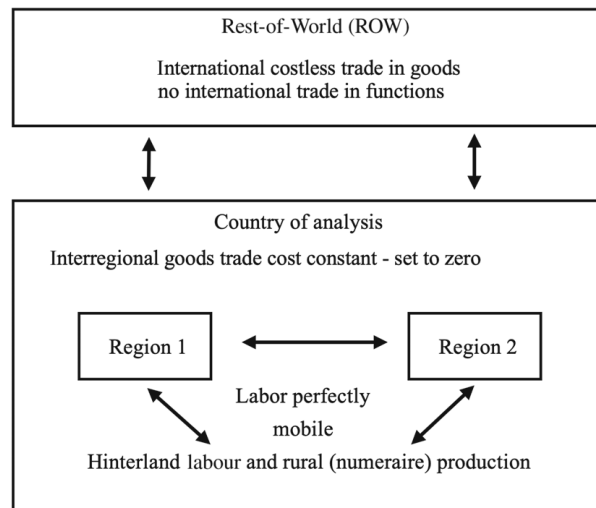 Rest-of-World (ROW)
International costless trade in goods
no international trade in functions
Country of analysis
Interregional goods trade cost constant - set to zero
Region 1
Region 2
Labor perfectly
mobile
Hinterland labour and rural (numeraire) production